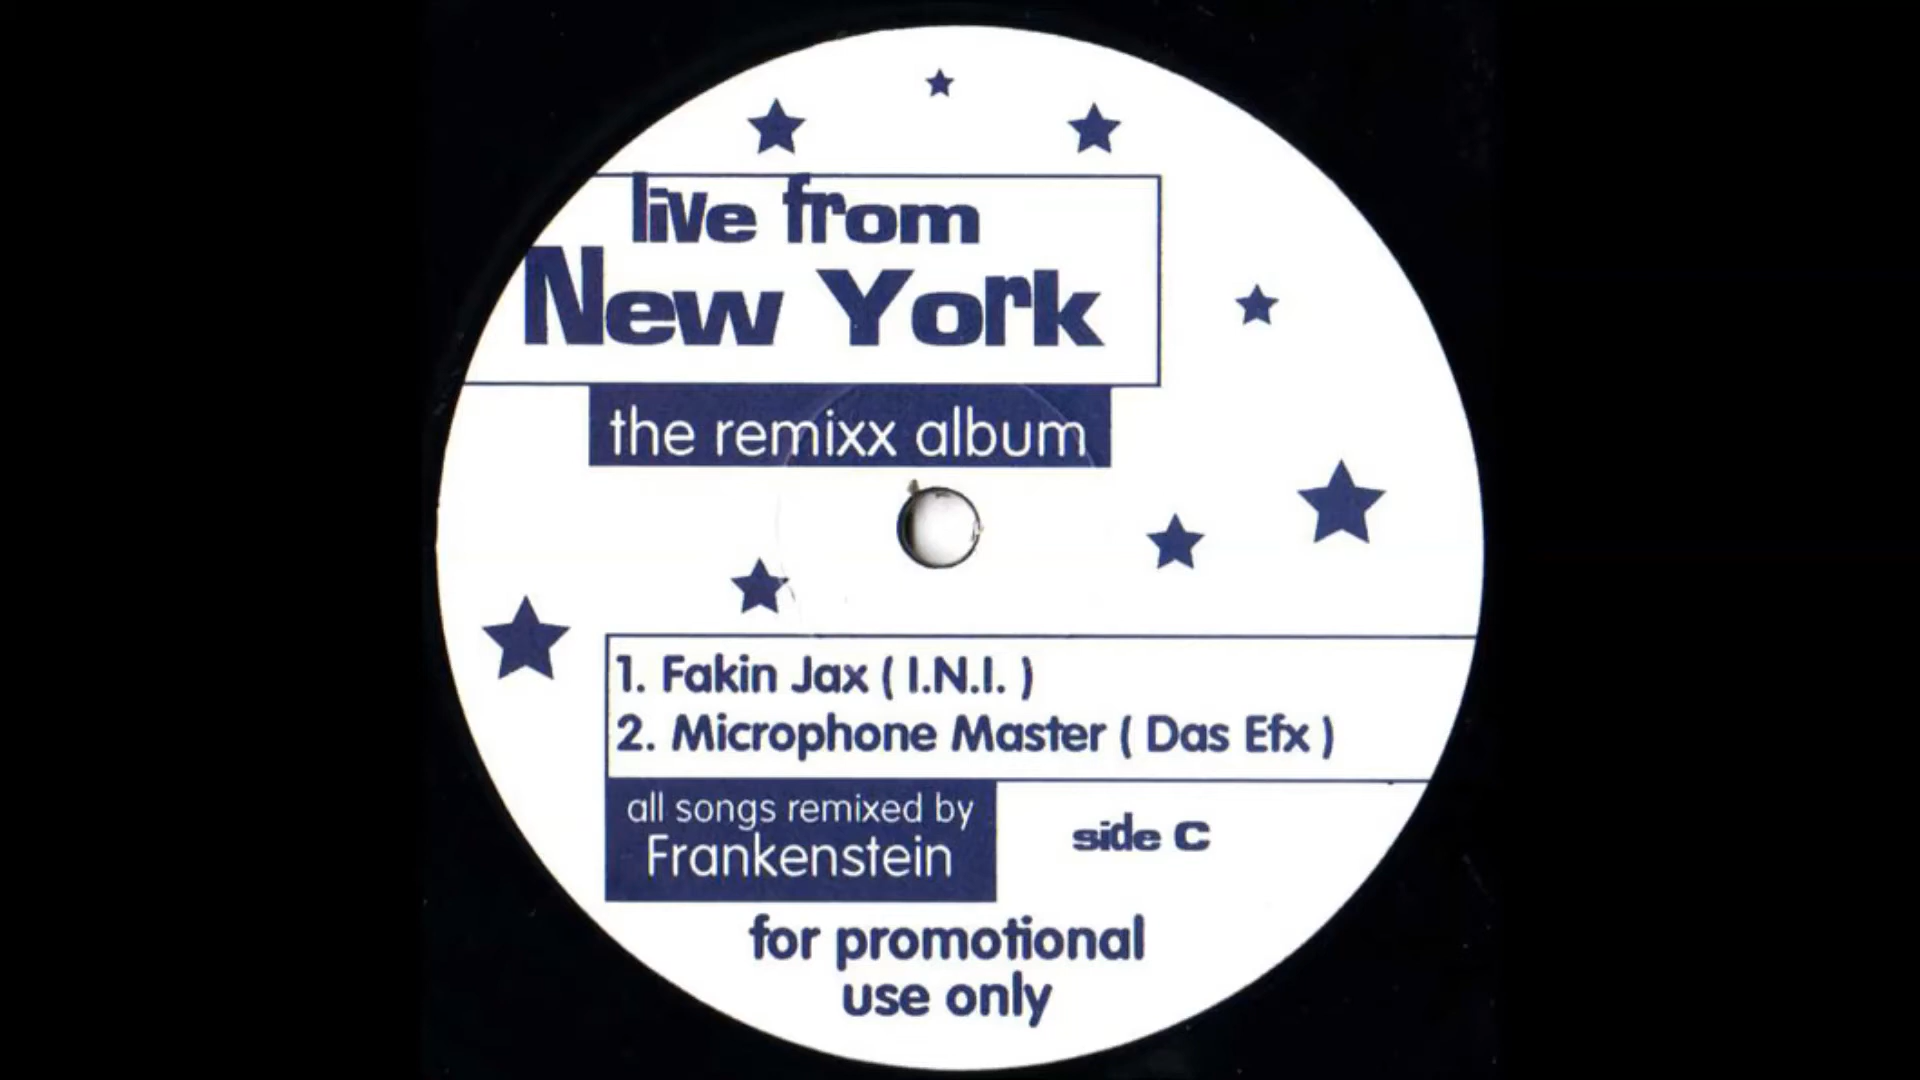 live from
New York
the remixx album
1. Fakin Jax ( I.N.I. )
2. Microphone Master ( Das Efx )
all songs remixed by
Frankenstein
side C
for promotional
use only